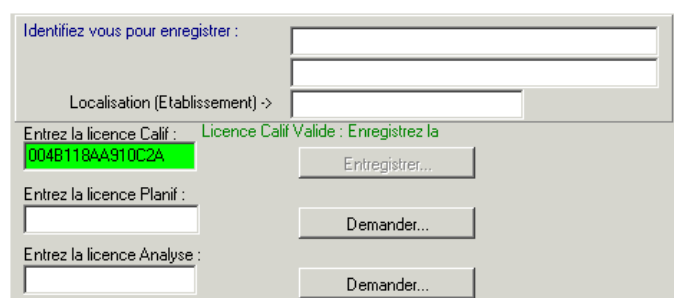 Identifiez vous pour enregistrer :
Localisation (Etablissement) ->
Entrez la licence Calif : Licence Calif Valide : Enregistrez la
004B118AA910C2A
Entregistrer...
Entrez la licence Planif :
Demander...
Entrez la licence Analyse :
Demander...